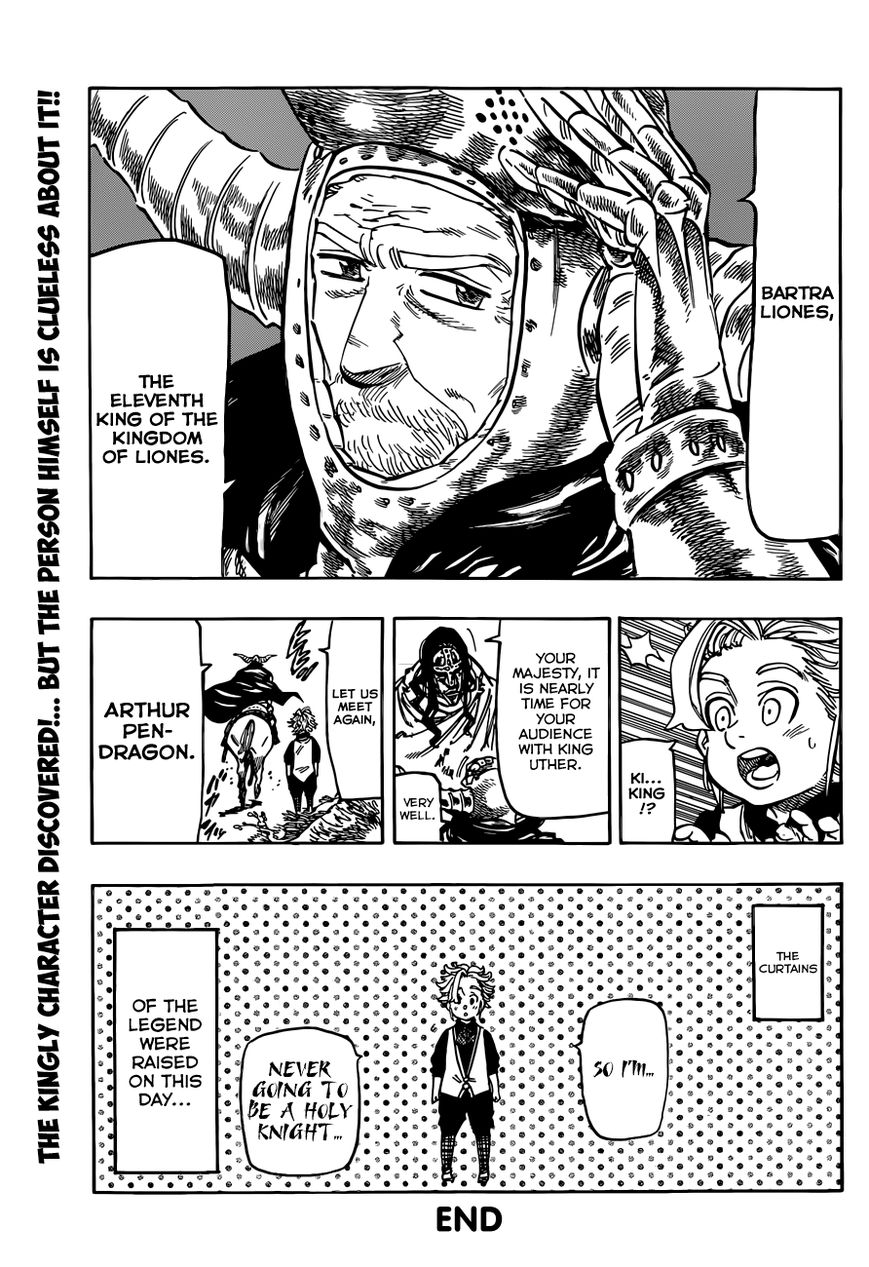 BARTRA
LIONES,
THE
ELEVENTH
KING OF THE
KINGDOM
OF LIONES.
KI...
KING
!?
YOUR
MAJESTY, IT
IS NEARLY
TIME FOR
YOUR
AUDIENCE
WITH KING
UTHER.
VERY
WELL.
LET US
MEET
AGAIN,
ARTHUR
PEN-
DRAGON.
THE
CURTAINS
SO I'M...
NEVER
GOING TO
BE A HOLY
KNIGHT...
OF THE
LEGEND
WERE
RAISED
ON THIS
DAY...
THE KINGLY CHARACTER DISCOVERED!... BUT THE PERSON HIMSELF IS CLUELESS ABOUT IT!!
END